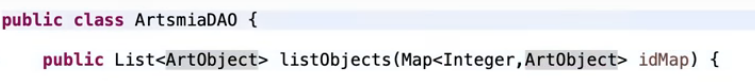 public class ArtsmiaDAO {
public List<ArtObject> listObjects(Map<Integer,ArtObject> idMap) {